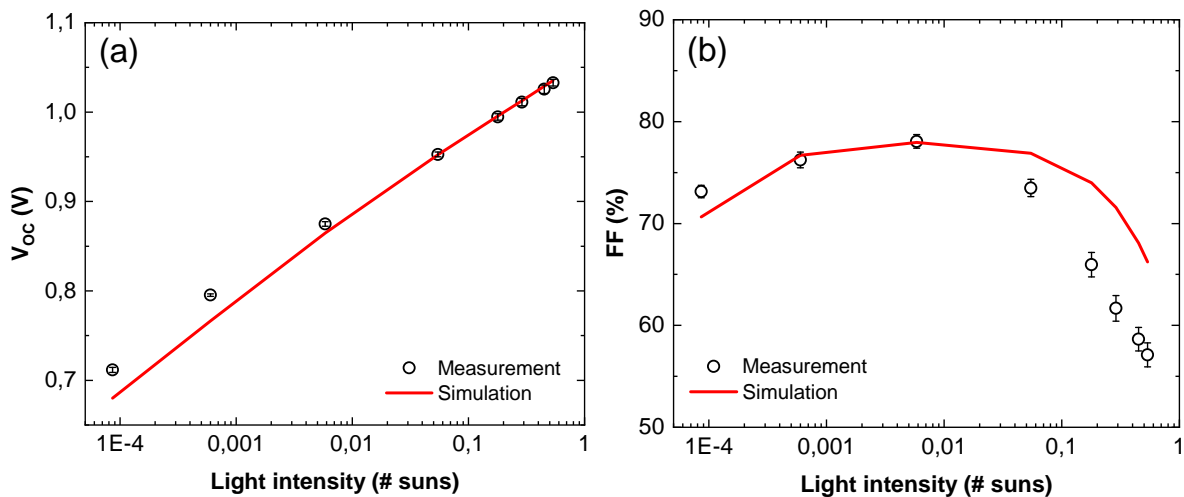 (a)
1,1
1,0
0,9
0,8
0,7
V_OC (V)
1E-4 0,001 0,01 0,1 1
Light intensity (# suns)
Measurement
Simulation
(b)
90
80
70
60
50
FF (%)
1E-4 0,001 0,01 0,1 1
Light intensity (# suns)
Measurement
Simulation